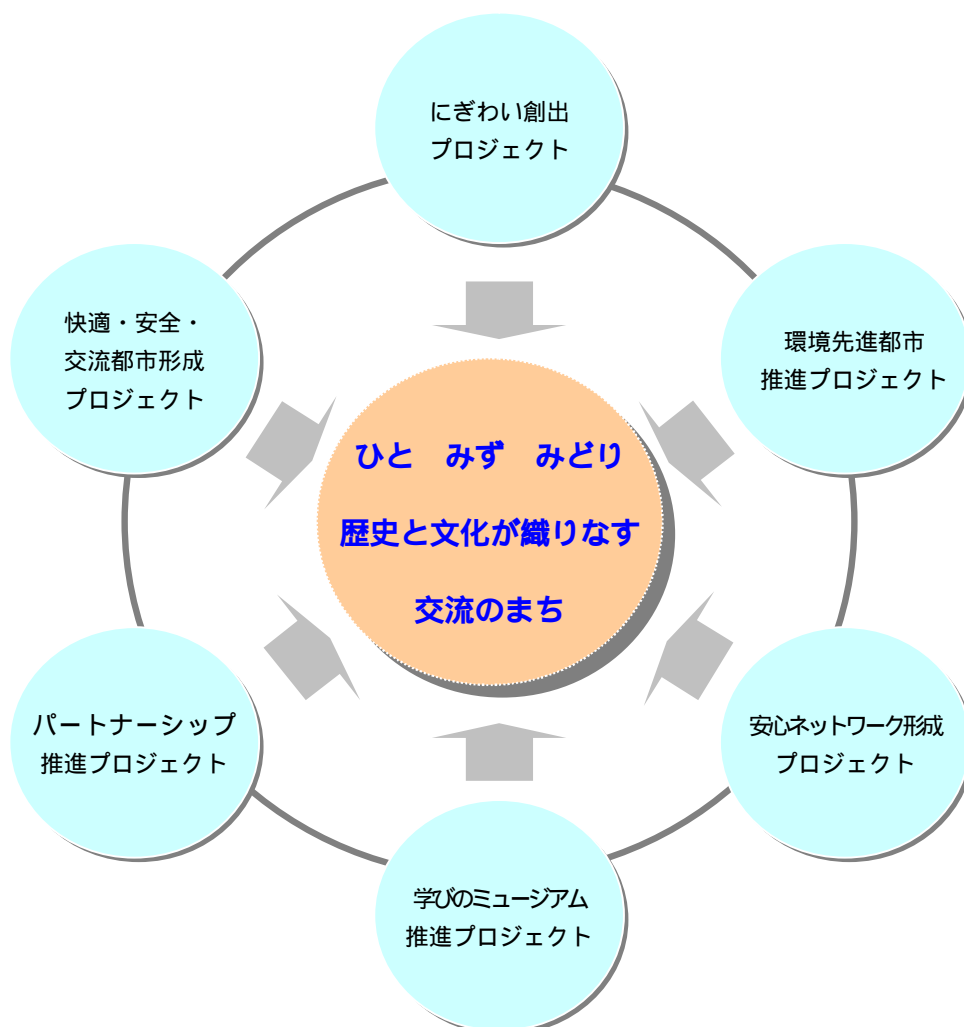 にぎわい創出
プロジェクト
快適・安全・
交流都市形成
プロジェクト
環境先進都市
推進プロジェクト
ひと　みず　みどり
歴史と文化が織りなす
交流のまち
パートナーシップ
推進プロジェクト
安心ネットワーク形成
プロジェクト
学びのミュージアム
推進プロジェクト